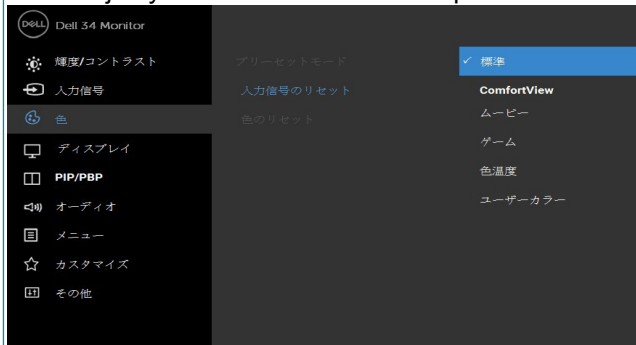 DELL Dell 34 Monitor
輝度/コントラスト
入力信号
色
ディスプレイ
PIP/PBP
オーディオ
メニュー
カスタマイズ
その他
プリーセットモード
入力信号のリセット
色のリセット
✓ 標準
ComfortView
ムービー
ゲーム
色温度
ユーザーカラー